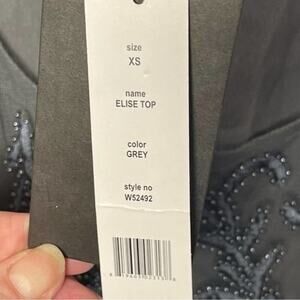 size
XS
name
ELISE TOP
color
GREY
style no
W52492